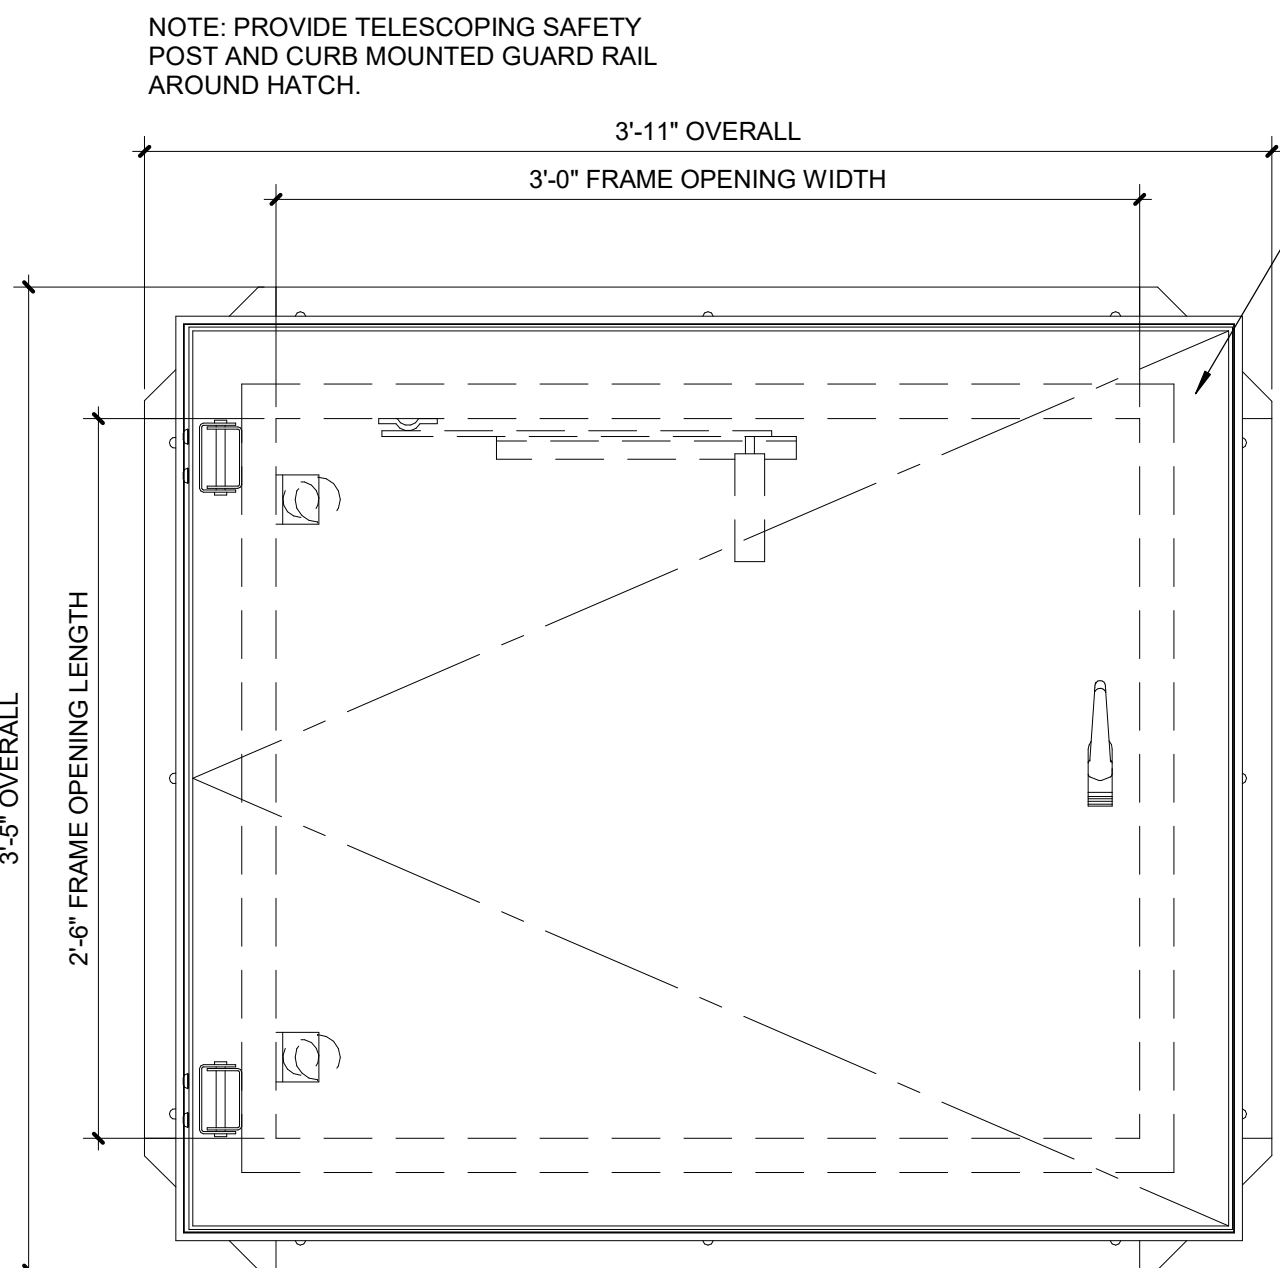 NOTE: PROVIDE TELESCOPING SAFETY
POST AND CURB MOUNTED GUARD RAIL
AROUND HATCH.
3'-11" OVERALL
3'-0" FRAME OPENING WIDTH
3'-5" OVERALL
2'-6" FRAME OPENING LENGTH